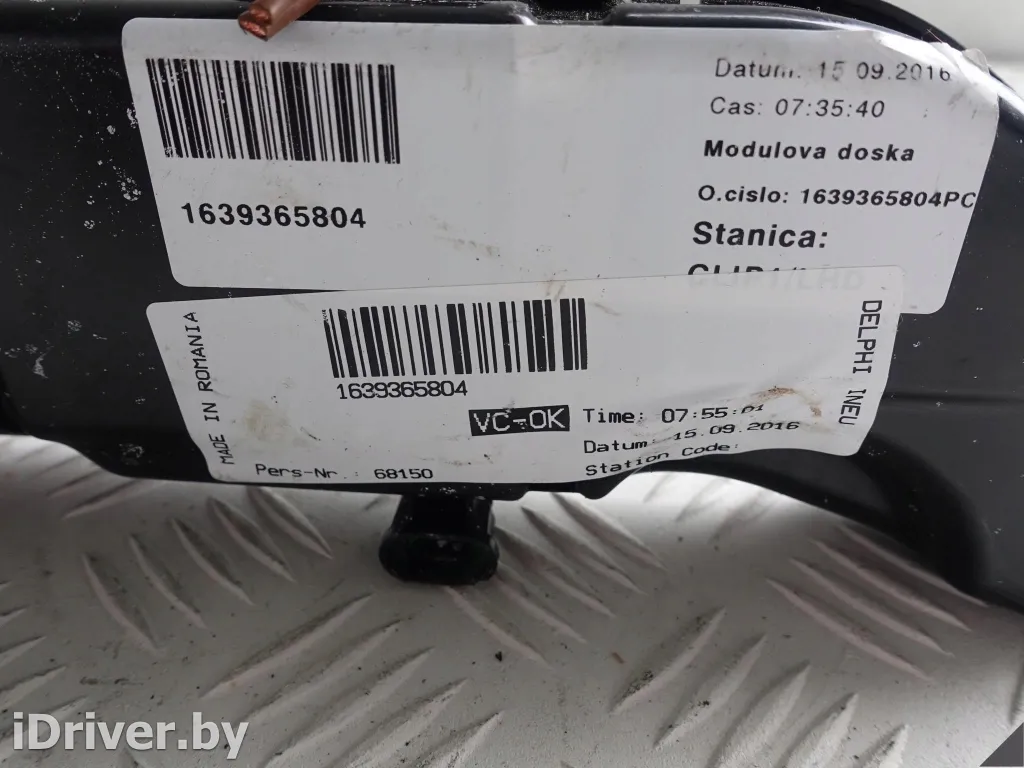 Datum: 15 09.2016
Cas: 07:35:40
Modulova doska
O.cislo: 1639365804PC
1639365804
Stanica:
MADE IN ROMANIA
1639365804
VC-OK
Time: 07:55:01
Datum: 15.09.2016
Station Code:
Pers-Nr.: 68150
DELPHI INEU
iDriver.by